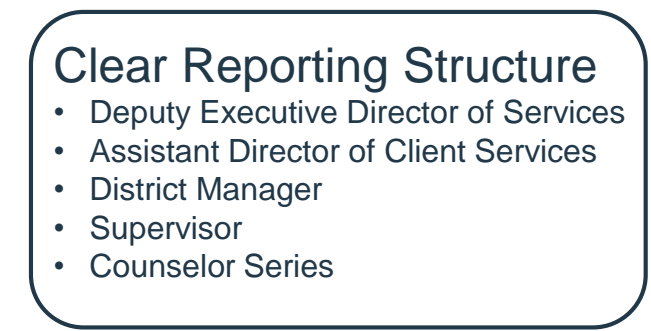 Clear Reporting Structure
• Deputy Executive Director of Services
• Assistant Director of Client Services
• District Manager
• Supervisor
• Counselor Series